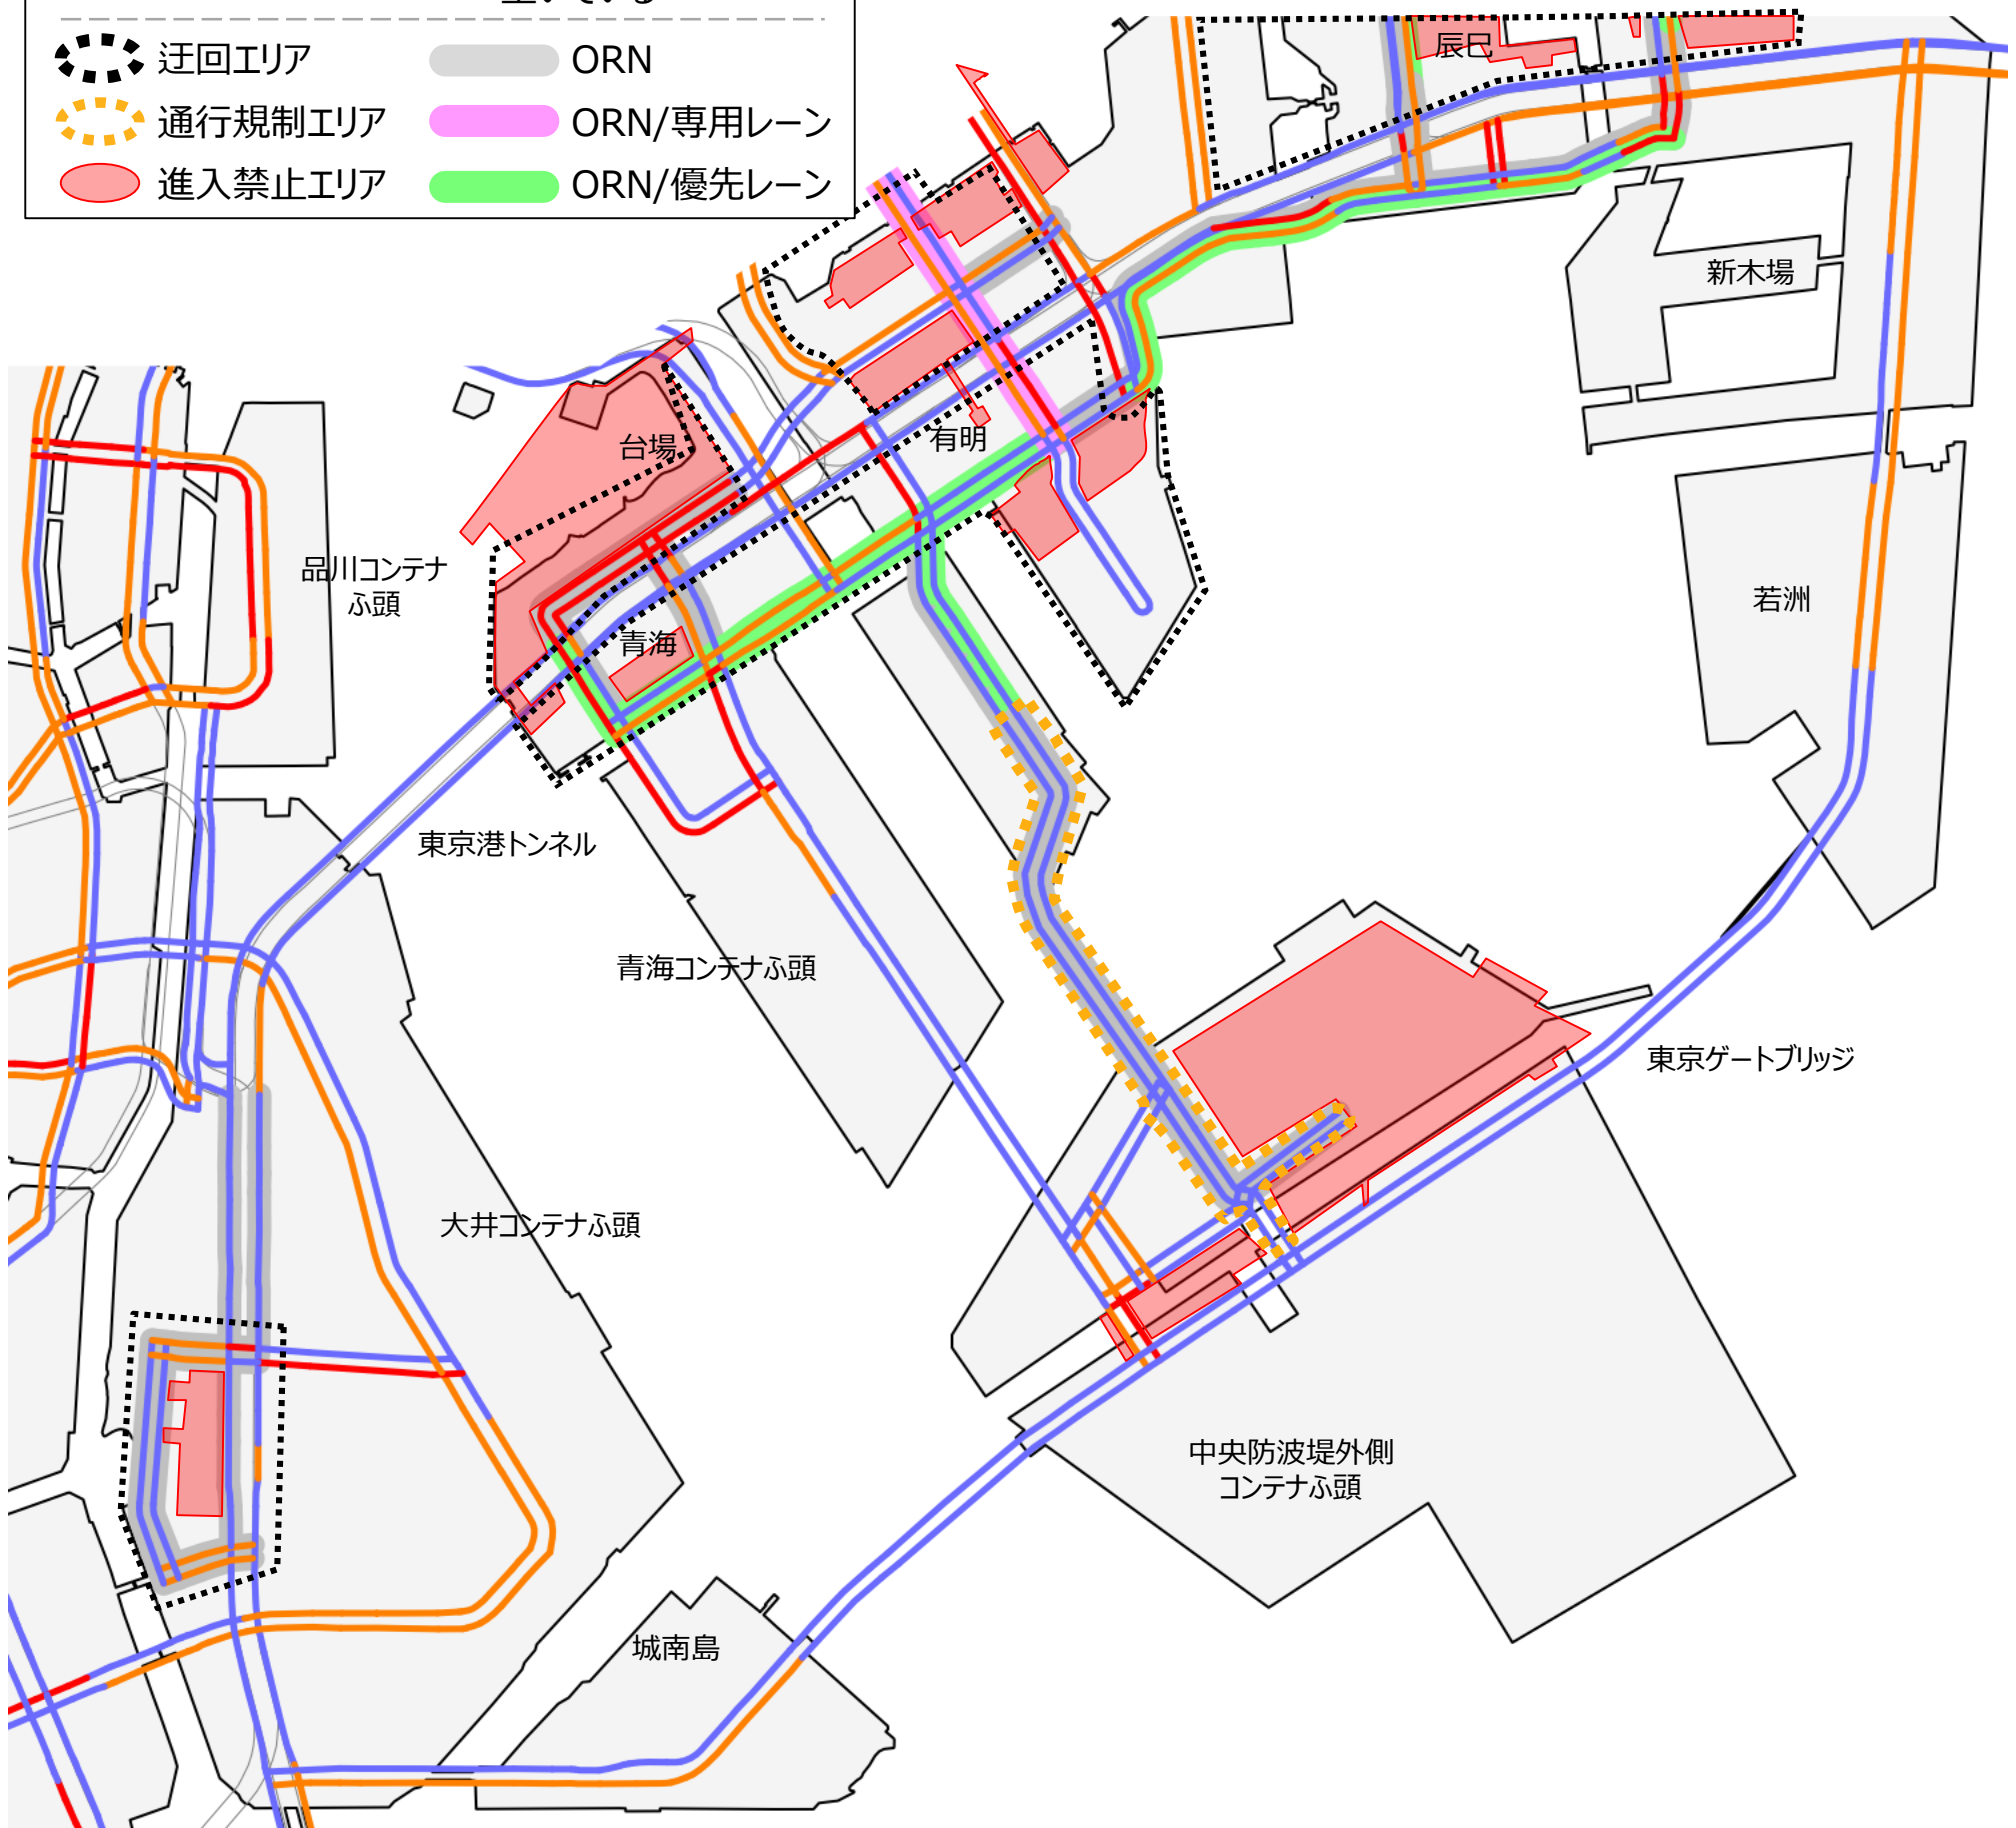 空いている
迂回エリア
ORN
通行規制エリア
ORN/専用レーン
進入禁止エリア
ORN/優先レーン
辰巳
新木場
有明
台場
品川コンテナ
ふ頭
若洲
青海
東京港トンネル
青海コンテナふ頭
東京ゲートブリッジ
大井コンテナふ頭
中央防波堤外側
コンテナふ頭
城南島